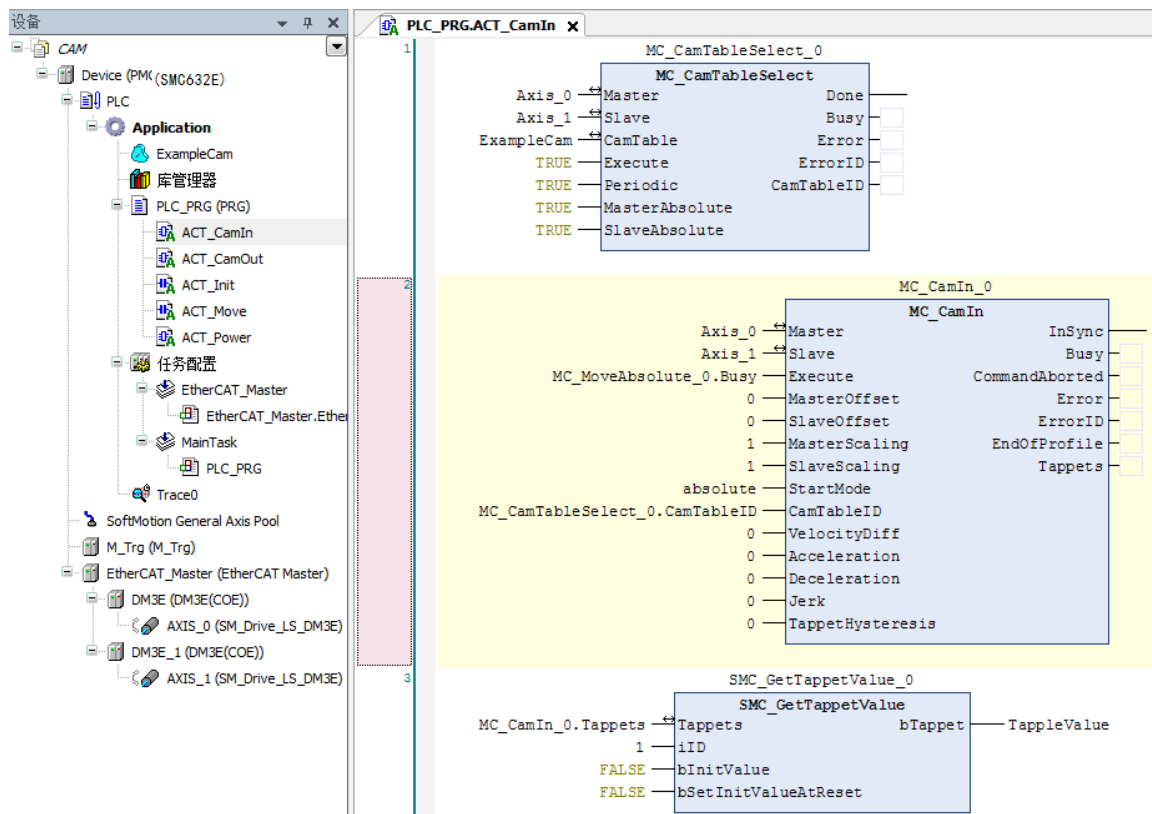 设备
CAM
Device (PM( (SMC632E)
PLC
Application
ExampleCam
库管理器
PLC_PRG (PRG)
ACT_CamIn
ACT_CamOut
ACT_Init
ACT_Move
ACT_Power
任务配置
EtherCAT_Master
EtherCAT_Master.Ether
MainTask
PLC_PRG
Trace0
SoftMotion General Axis Pool
M_Trg (M_Trg)
EtherCAT_Master (EtherCAT Master)
DM3E (DM3E(COE))
AXIS_0 (SM_Drive_LS_DM3E)
DM3E_1 (DM3E(COE))
AXIS_1 (SM_Drive_LS_DM3E)
PLC_PRG.ACT_CamIn
1
MC_CamTableSelect_0
MC_CamTableSelect
Axis_0 Master Done
Axis_1 Slave Busy
ExampleCam CamTable Error
TRUE Execute ErrorID
TRUE Periodic CamTableID
TRUE MasterAbsolute
TRUE SlaveAbsolute
2
MC_CamIn_0
MC_CamIn
Axis_0 Master InSync
Axis_1 Slave Busy
MC_MoveAbsolute_0.Busy Execute CommandAborted
0 MasterOffset Error
0 SlaveOffset ErrorID
1 MasterScaling EndOfProfile
1 SlaveScaling Tappets
absolute StartMode
MC_CamTableSelect_0.CamTableID CamTableID
0 VelocityDiff
0 Acceleration
0 Deceleration
0 Jerk
0 TappetHysteresis
3
SMC_GetTappetValue_0
SMC_GetTappetValue
MC_CamIn_0.Tappets Tappets bTappet TappleValue
1 iID
FALSE bInitValue
FALSE bSetInitValueAtReset